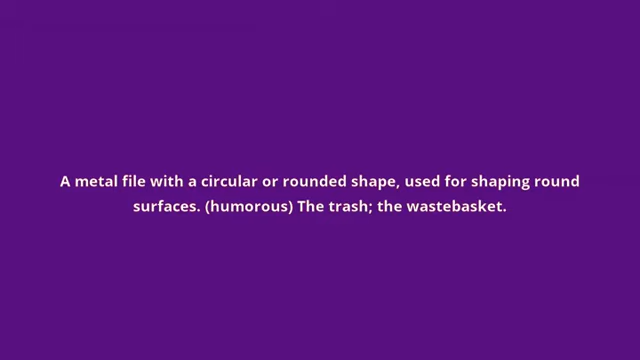 A metal file with a circular or rounded shape, used for shaping round
surfaces. (humorous) The trash; the wastebasket.